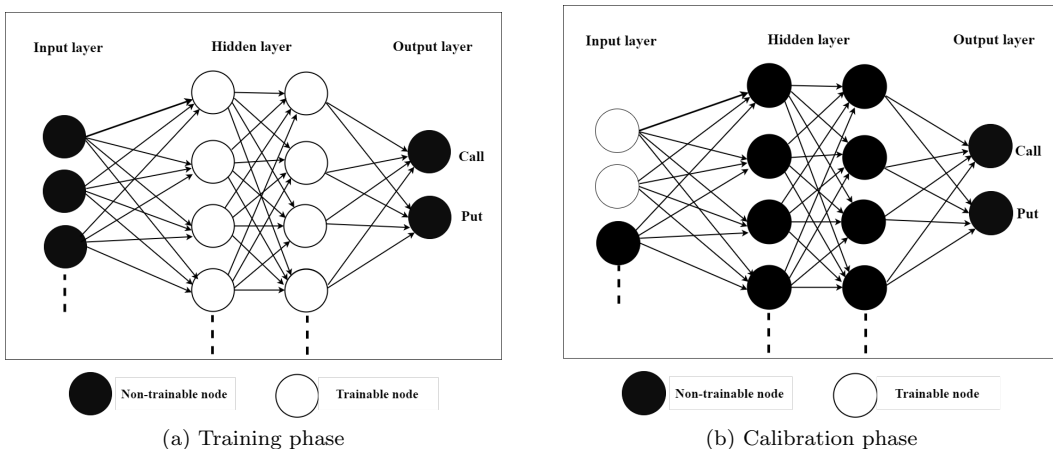 Input layer
Hidden layer
Output layer
Call
Put
Non-trainable node
Trainable node
(a) Training phase
Input layer
Hidden layer
Output layer
Call
Put
Non-trainable node
Trainable node
(b) Calibration phase